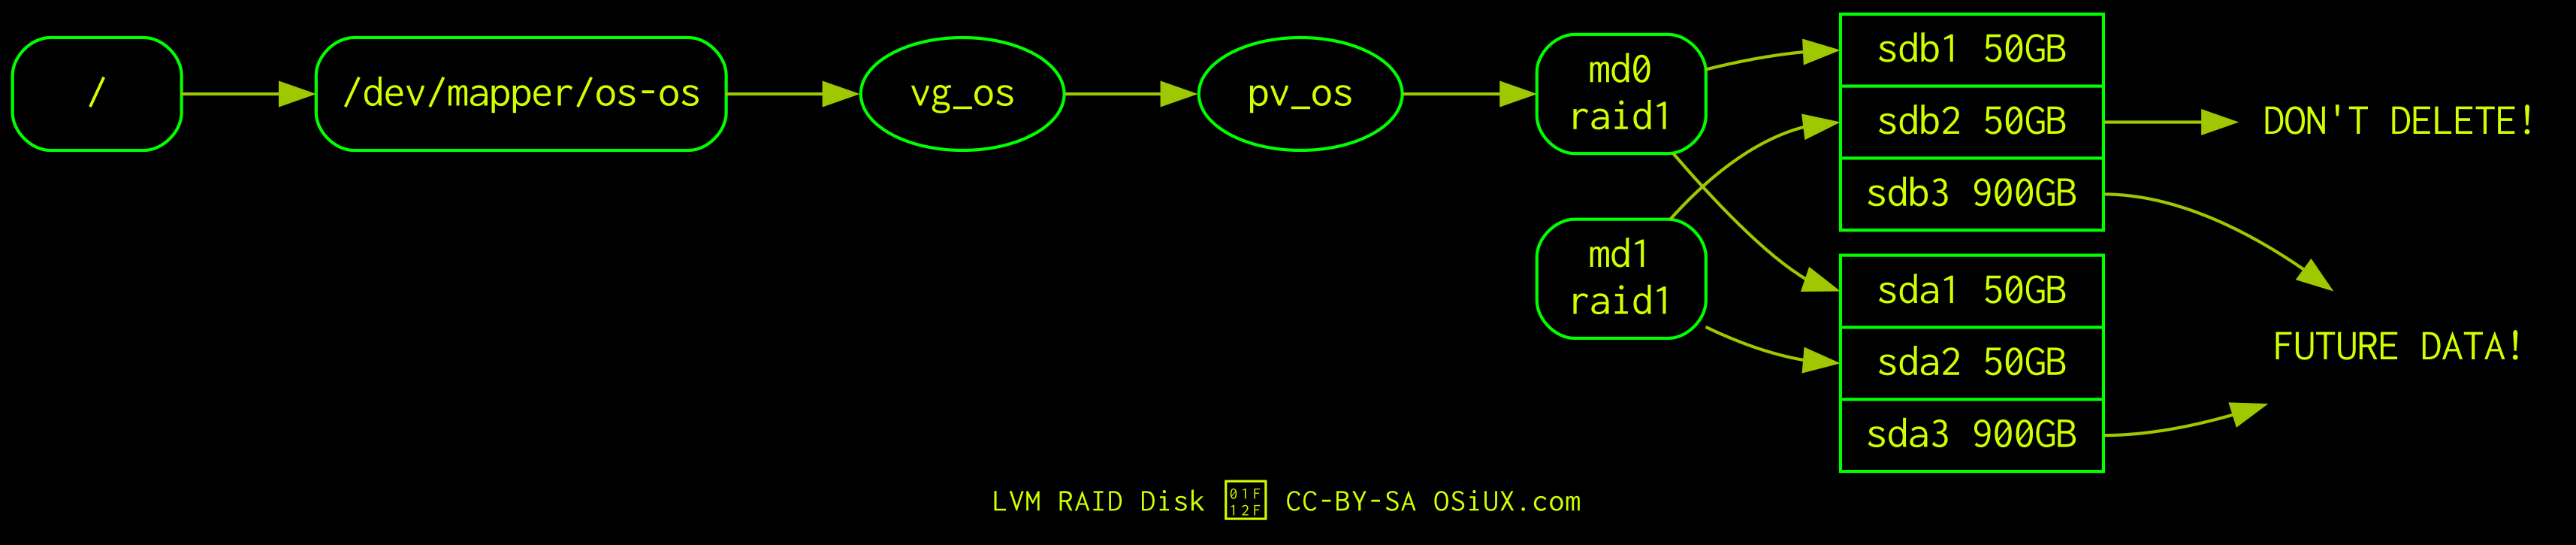 /
/dev/mapper/os-os
vg_os
pv_os
md0
raid1
md1
raid1
sdb1 50GB
sdb2 50GB
sdb3 900GB
sda1 50GB
sda2 50GB
sda3 900GB
DON'T DELETE!
FUTURE DATA!
LVM RAID Disk 🄯 CC-BY-SA OSiUX.com